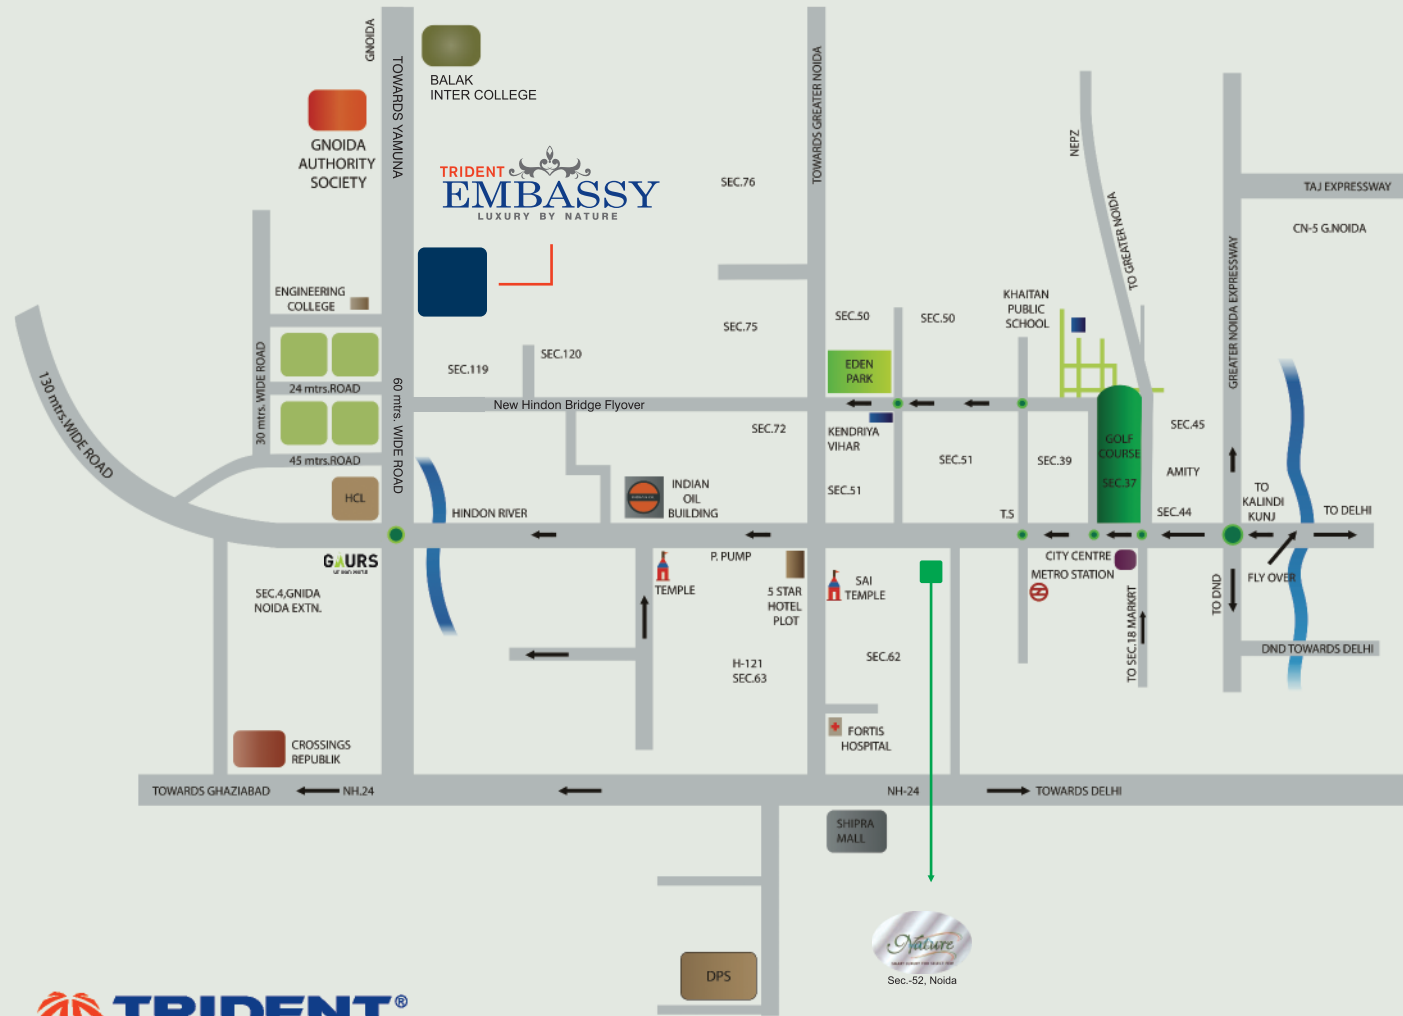 GNOIDA
TOWARDS YAMUNA
BALAK
INTER COLLEGE
GNOIDA
AUTHORITY
SOCIETY
TRIDENT
EMBASSY
LUXURY BY NATURE
SEC.76
TOWARDS GREATER NOIDA
NEPZ
TO GREATER NOIDA
TAJ EXPRESSWAY
CN-5 G.NOIDA
GREATER NOIDA EXPRESSWAY
ENGINEERING
COLLEGE
KHAITAN
PUBLIC
SCHOOL
SEC.50
SEC.50
SEC.75
SEC.120
SEC.119
EDEN
PARK
130 mtrs.WIDE ROAD
30 mtrs. WIDE ROAD
24 mtrs.ROAD
60 mtrs. WIDE ROAD
New Hindon Bridge Flyover
SEC.72
KENDRIYA
VIHAR
SEC.45
GOLF
COURSE
SEC.37
45 mtrs.ROAD
SEC.51
SEC.39
AMITY
HCL
INDIAN
OIL
BUILDING
SEC.51
TO
KALINDI
KUNJ
HINDON RIVER
T.S
SEC.44
TO DELHI
GAURS
P. PUMP
CITY CENTRE
METRO STATION
FLY OVER
TEMPLE
5 STAR
HOTEL
PLOT
SAI
TEMPLE
TO DND
SEC.4,GNIDA
NOIDA EXTN.
TO SEC.18 MARKRT
H-121
SEC.63
SEC.62
DND TOWARDS DELHI
CROSSINGS
REPUBLIK
FORTIS
HOSPITAL
TOWARDS GHAZIABAD
NH.24
NH-24
TOWARDS DELHI
SHIPRA
MALL
Nature
Sec.-52, Noida
DPS
TRIDENT®